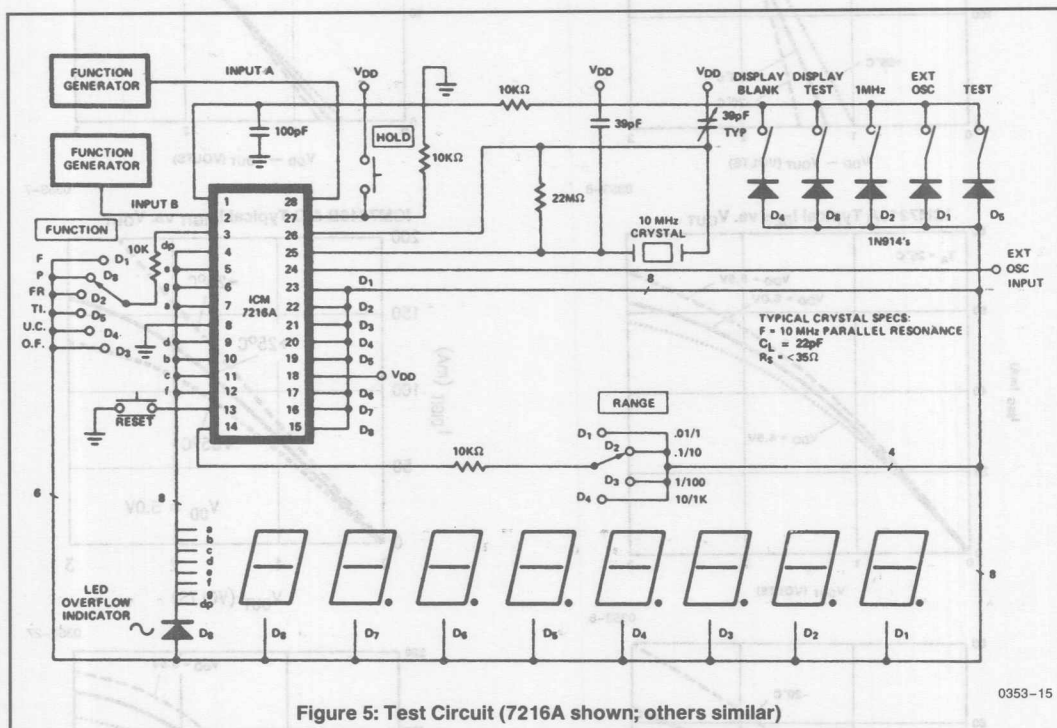 FUNCTION
GENERATOR
INPUT A
VDD
10KΩ
VDD
VDD
DISPLAY
BLANK
DISPLAY
TEST
1MHz
EXT
OSC
TEST
100pF
HOLD
39pF
39pF
TYP
FUNCTION
GENERATOR
10KΩ
22MΩ
INPUT B
FUNCTION
10K
10 MHz
CRYSTAL
D4
D8
D2
D1
D5
1N914's
EXT
OSC
INPUT
F
P
FR
TI.
U.C.
O.F.
D1
D8
D2
D5
D4
D3
dp
e
g
a
d
b
c
f
1
2
3
4
5
6
7
8
9
10
11
12
13
14
ICM
7216A
28
27
26
25
24
23
22
21
20
19
18
17
16
15
D1
D2
D3
D4
D5
VDD
D6
D7
D8
8
TYPICAL CRYSTAL SPECS:
F = 10 MHz PARALLEL RESONANCE
CL = 22pF
RS = <35Ω
RESET
RANGE
10KΩ
D1
D2
D3
D4
.01/1
.1/10
1/100
10/1K
4
6
8
8
a
b
c
d
e
f
g
dp
LED
OVERFLOW
INDICATOR
D8
D8
D7
D6
D5
D4
D3
D2
D1
0353-15
Figure 5: Test Circuit (7216A shown; others similar)